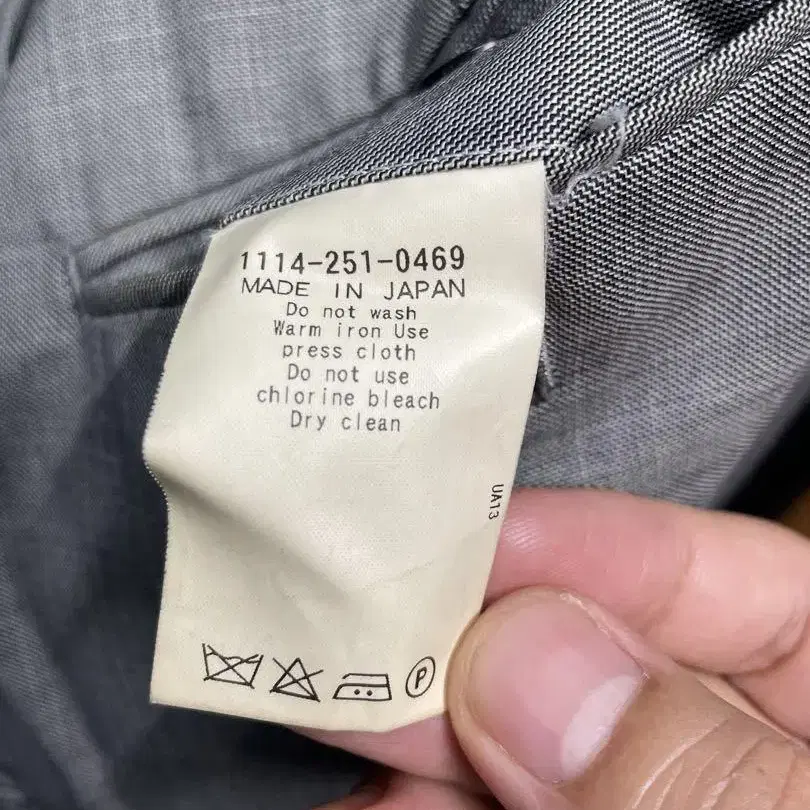 1114-251-0469
MADE IN JAPAN
Do not wash
Warm iron Use
press cloth
Do not use
chlorine bleach
Dry clean
UA13
P